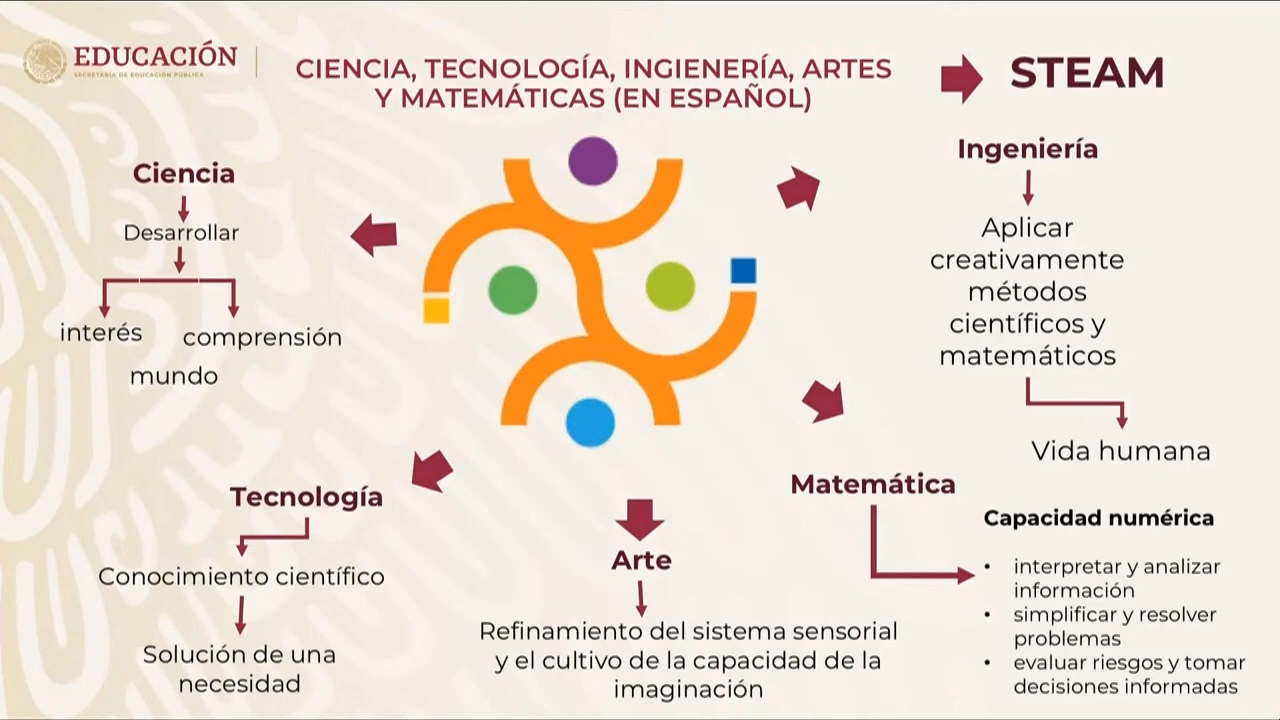 EDUCACIÓN
SECRETARÍA DE EDUCACIÓN PÚBLICA
CIENCIA, TECNOLOGÍA, INGIENERÍA, ARTES
Y MATEMÁTICAS (EN ESPAÑOL)
STEAM
Ciencia
Desarrollar
interés
comprensión
mundo
Ingeniería
Aplicar
creativamente
métodos
científicos y
matemáticos
Vida humana
Tecnología
Conocimiento científico
Solución de una
necesidad
Arte
Refinamiento del sistema sensorial
y el cultivo de la capacidad de la
imaginación
Matemática
Capacidad numérica
• interpretar y analizar
información
• simplificar y resolver
problemas
• evaluar riesgos y tomar
decisiones informadas